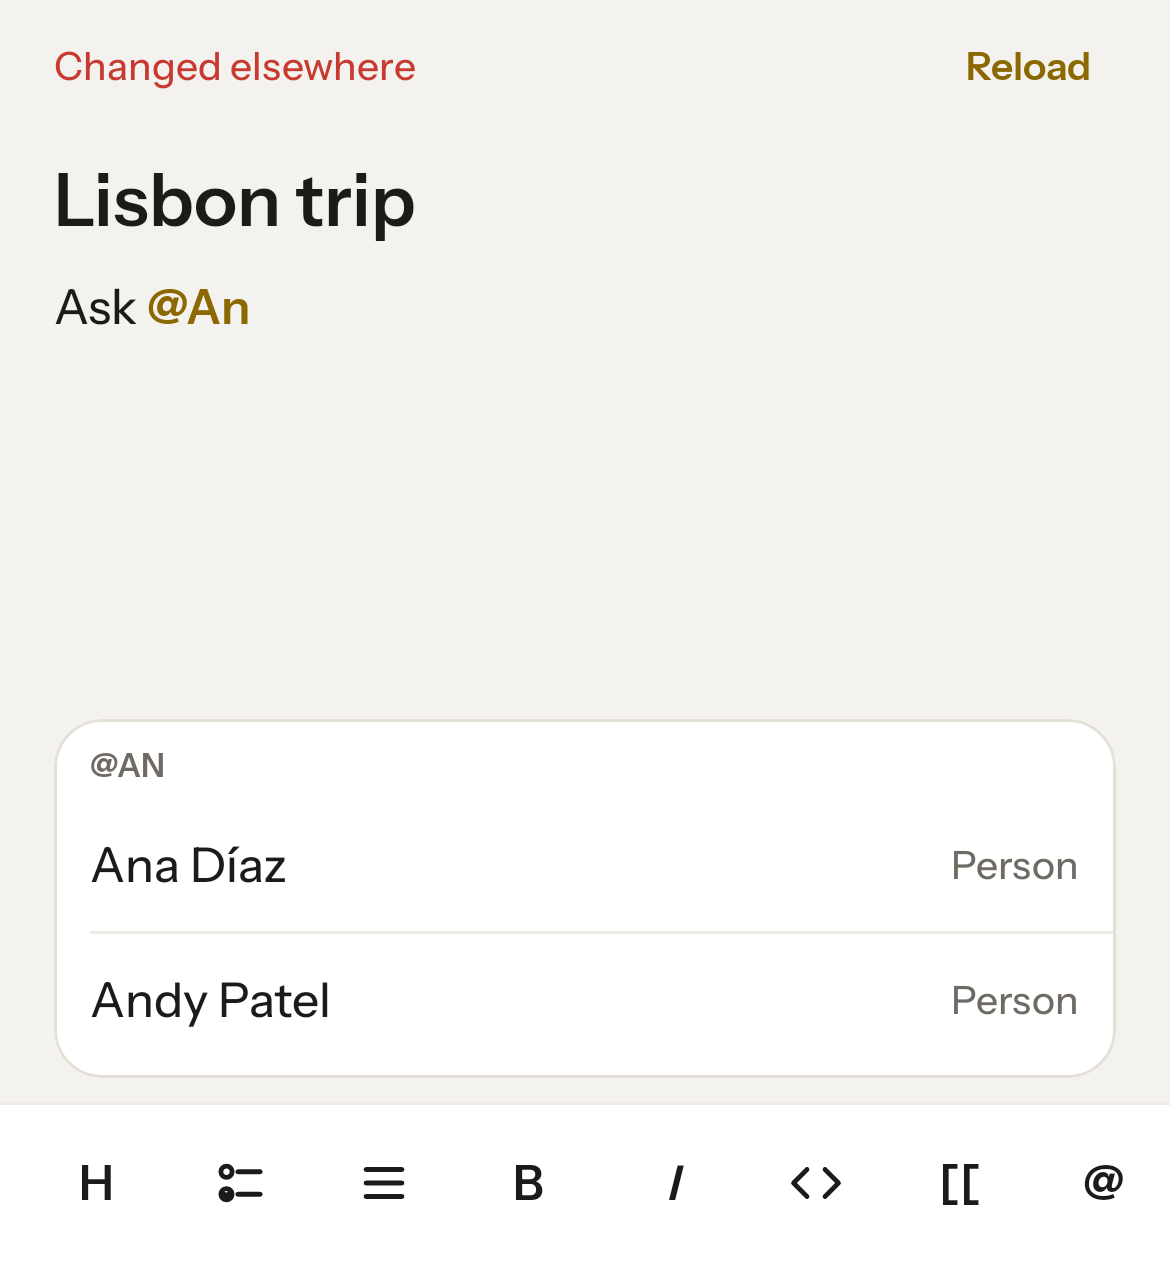 Changed elsewhere
Reload
Lisbon trip
Ask @An
@AN
Ana Díaz
Person
Andy Patel
Person
H B I <> [[ @